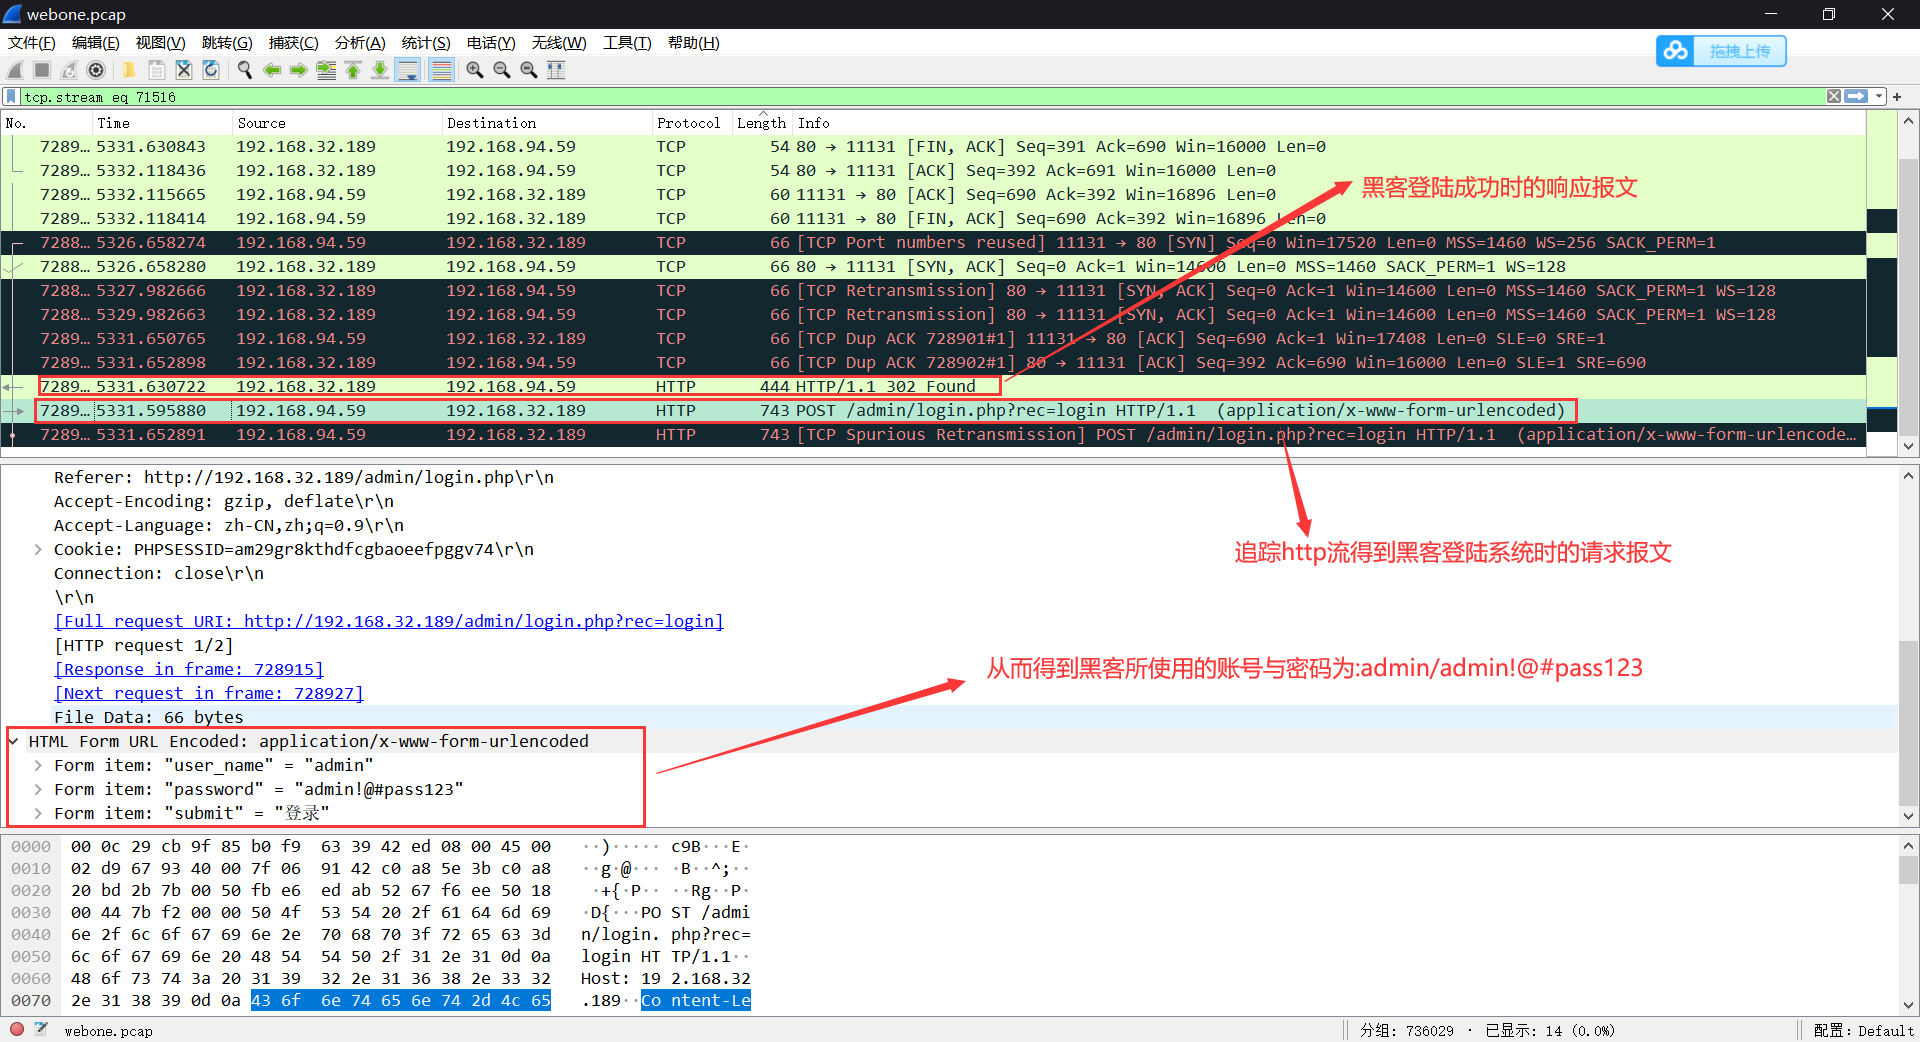 webone.pcap
文件(F) 编辑(E) 视图(V) 跳转(G) 捕获(C) 分析(A) 统计(S) 电话(Y) 无线(W) 工具(T) 帮助(H)
拖拽上传
tcp.stream eq 71516
No. Time Source Destination Protocol Length Info
7289… 5331.630843 192.168.32.189 192.168.94.59 TCP 54 80 → 11131 [FIN, ACK] Seq=391 Ack=690 Win=16000 Len=0
7289… 5332.118436 192.168.32.189 192.168.94.59 TCP 54 80 → 11131 [ACK] Seq=392 Ack=691 Win=16000 Len=0
7289… 5332.115665 192.168.94.59 192.168.32.189 TCP 60 11131 → 80 [ACK] Seq=690 Ack=392 Win=16896 Len=0
黑客登陆成功时的响应报文
7289… 5332.118414 192.168.94.59 192.168.32.189 TCP 60 11131 → 80 [FIN, ACK] Seq=690 Ack=392 Win=16896 Len=0
7288… 5326.658274 192.168.94.59 192.168.32.189 TCP 66 [TCP Port numbers reused] 11131 → 80 [SYN] Seq=0 Win=17520 Len=0 MSS=1460 WS=256 SACK_PERM=1
7288… 5326.658280 192.168.32.189 192.168.94.59 TCP 66 80 → 11131 [SYN, ACK] Seq=0 Ack=1 Win=14600 Len=0 MSS=1460 SACK_PERM=1 WS=128
7288… 5327.982666 192.168.32.189 192.168.94.59 TCP 66 [TCP Retransmission] 80 → 11131 [SYN, ACK] Seq=0 Ack=1 Win=14600 Len=0 MSS=1460 SACK_PERM=1 WS=128
7288… 5329.982663 192.168.32.189 192.168.94.59 TCP 66 [TCP Retransmission] 80 → 11131 [SYN, ACK] Seq=0 Ack=1 Win=14600 Len=0 MSS=1460 SACK_PERM=1 WS=128
7289… 5331.650765 192.168.94.59 192.168.32.189 TCP 66 [TCP Dup ACK 728901#1] 11131 → 80 [ACK] Seq=690 Ack=1 Win=17408 Len=0 SLE=0 SRE=1
7289… 5331.652898 192.168.32.189 192.168.94.59 TCP 66 [TCP Dup ACK 728902#1] 80 → 11131 [ACK] Seq=392 Ack=690 Win=16000 Len=0 SLE=1 SRE=690
7289… 5331.630722 192.168.32.189 192.168.94.59 HTTP 444 HTTP/1.1 302 Found
7289… 5331.595880 192.168.94.59 192.168.32.189 HTTP 743 POST /admin/login.php?rec=login HTTP/1.1  (application/x-www-form-urlencoded)
7289… 5331.652891 192.168.94.59 192.168.32.189 HTTP 743 [TCP Spurious Retransmission] POST /admin/login.php?rec=login HTTP/1.1  (application/x-www-form-urlencode…
Referer: http://192.168.32.189/admin/login.php\r\n
Accept-Encoding: gzip, deflate\r\n
Accept-Language: zh-CN,zh;q=0.9\r\n
Cookie: PHPSESSID=am29gr8kthdfcgbaoeefpggv74\r\n
追踪http流得到黑客登陆系统时的请求报文
Connection: close\r\n
\r\n
[Full request URI: http://192.168.32.189/admin/login.php?rec=login]
[HTTP request 1/2]
[Response in frame: 728915]
从而得到黑客所使用的账号与密码为:admin/admin!@#pass123
[Next request in frame: 728927]
File Data: 66 bytes
HTML Form URL Encoded: application/x-www-form-urlencoded
Form item: "user_name" = "admin"
Form item: "password" = "admin!@#pass123"
Form item: "submit" = "登录"
0000 00 0c 29 cb 9f 85 b0 f9 63 39 42 ed 08 00 45 00 ··)····· c9B···E·
0010 02 d9 67 93 40 00 7f 06 91 42 c0 a8 5e 3b c0 a8 ··g·@··· ·B··^;··
0020 20 bd 2b 7b 00 50 fb e6 ed ab 52 67 f6 ee 50 18 ·+{·P·· ··Rg··P·
0030 00 44 7b f2 00 00 50 4f 53 54 20 2f 61 64 6d 69 ·D{···PO ST /admi
0040 6e 2f 6c 6f 67 69 6e 2e 70 68 70 3f 72 65 63 3d n/login. php?rec=
0050 6c 6f 67 69 6e 20 48 54 54 50 2f 31 2e 31 0d 0a login HT TP/1.1··
0060 48 6f 73 74 3a 20 31 39 32 2e 31 36 38 2e 33 32 Host: 19 2.168.32
0070 2e 31 38 39 0d 0a 43 6f 6e 74 65 6e 74 2d 4c 65 .189··Co ntent-Le
webone.pcap 分组: 736029 · 已显示: 14 (0.0%) 配置: Default